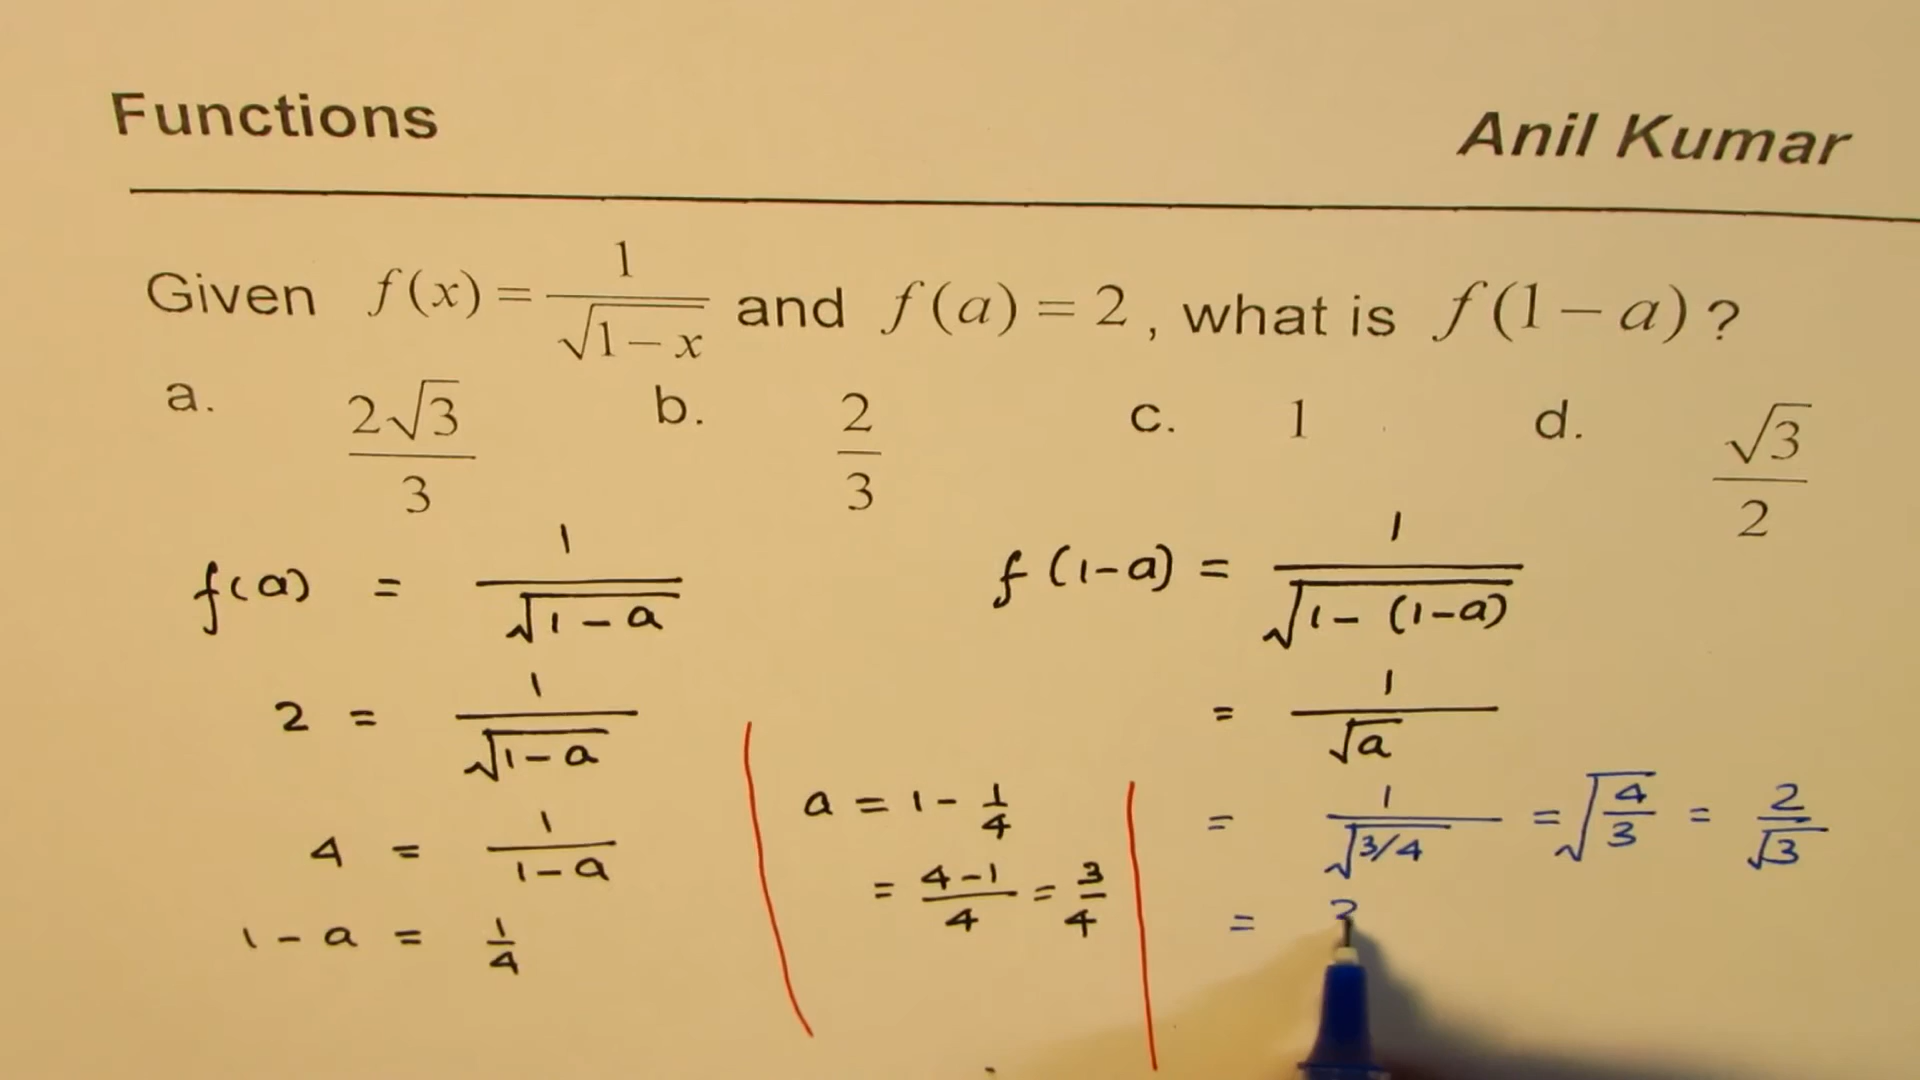 Functions
Anil Kumar
Given f(x) = 1/√(1 − x) and f(a) = 2, what is f(1 − a)?
a. 2√3/3 b. 2/3 c. 1 d. √3/2
f(a) = 1/√(1 − a)
2 = 1/√(1 − a)
4 = 1/(1 − a)
1 − a = 1/4
a = 1 − 1/4
= (4 − 1)/4 = 3/4
f(1 − a) = 1/√(1 − (1 − a))
= 1/√a
= 1/√(3/4) = √(4/3) = 2/√3
=